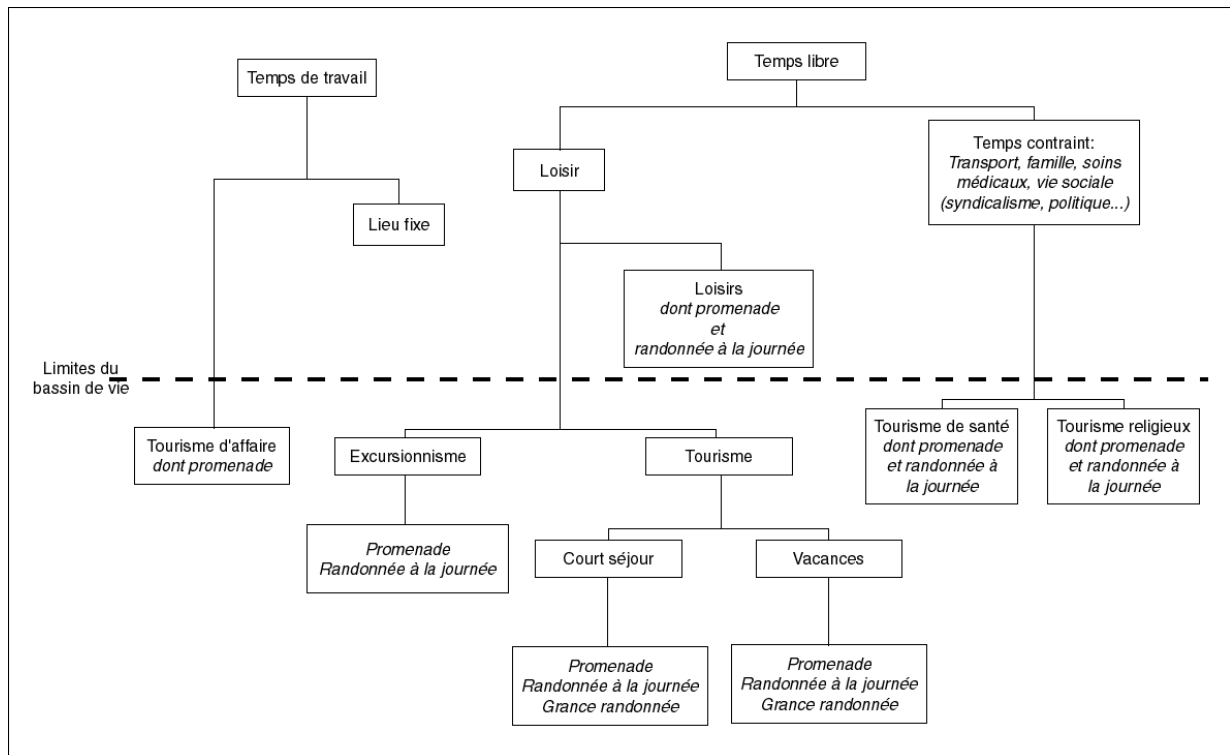 Temps de travail
Temps libre
Loisir
Temps contraint:
Transport, famille, soins
médicaux, vie sociale
(syndicalisme, politique...)
Lieu fixe
Loisirs
dont promenade
et
randonnée à la journée
Limites du
bassin de vie
Tourisme d'affaire
dont promenade
Excursionnisme
Tourisme
Tourisme de santé
dont promenade
et randonnée à
la journée
Tourisme religieux
dont promenade
et randonnée à
la journée
Promenade
Randonnée à la journée
Court séjour
Vacances
Promenade
Randonnée à la journée
Grance randonnée
Promenade
Randonnée à la journée
Grance randonnée